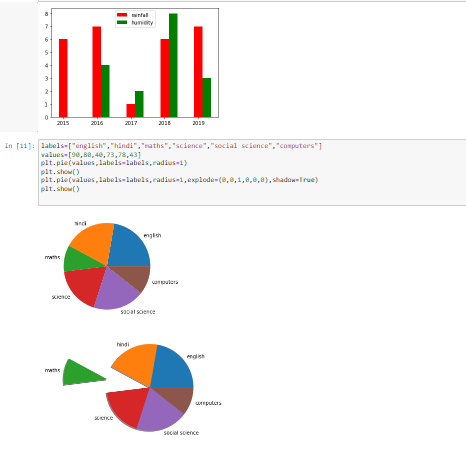 8
rainfall
7
humidity
6
5
4
3
2
1
0
2015 2016 2017 2018 2019
In [11]: labels=["english","hindi","maths","science","social science","computers"]
values=[90,80,40,73,78,43]
plt.pie(values,labels=labels,radius=1)
plt.show()
plt.pie(values,labels=labels,radius=1,explode=(0,0,1,0,0,0),shadow=True)
plt.show()
hindi
english
maths
computers
science
social science
hindi
english
maths
computers
science
social science